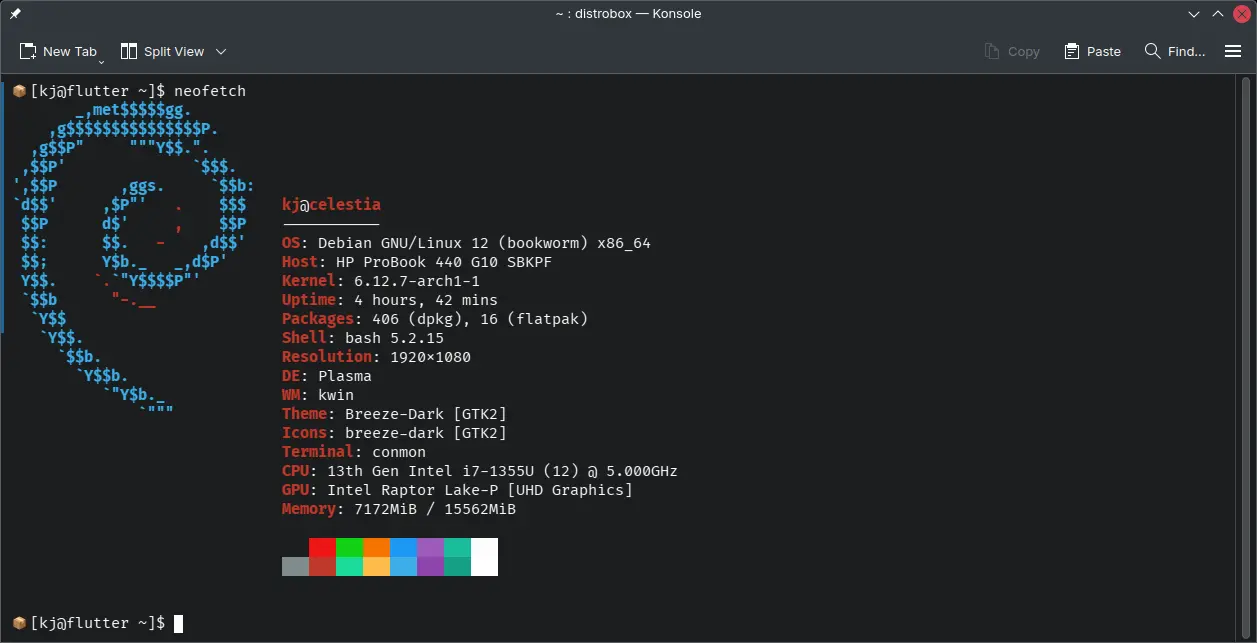 ~ : distrobox — Konsole
New Tab Split View Copy Paste Find...
[kj@flutter ~]$ neofetch
_,met$$$$$gg.
,g$$$$$$$$$$$$$$$P.
,g$$P"     """Y$$.".
,$$P'              `$$$.
',$$P       ,ggs.     `$$b:
`d$$'     ,$P"'   .    $$$ kj@celestia
$$P      d$'     ,    $$P -----------
$$:      $$.   -    ,d$$' OS: Debian GNU/Linux 12 (bookworm) x86_64
$$;      Y$b._   _,d$P' Host: HP ProBook 440 G10 SBKPF
Y$$.    `.`"Y$$$$P"' Kernel: 6.12.7-arch1-1
`$$b      "-.__ Uptime: 4 hours, 42 mins
`Y$$ Packages: 406 (dpkg), 16 (flatpak)
`Y$$. Shell: bash 5.2.15
`$$b. Resolution: 1920×1080
`Y$$b. DE: Plasma
`"Y$b._ WM: kwin
`""" Theme: Breeze-Dark [GTK2]
Icons: breeze-dark [GTK2]
Terminal: conmon
CPU: 13th Gen Intel i7-1355U (12) @ 5.000GHz
GPU: Intel Raptor Lake-P [UHD Graphics]
Memory: 7172MiB / 15562MiB
[kj@flutter ~]$